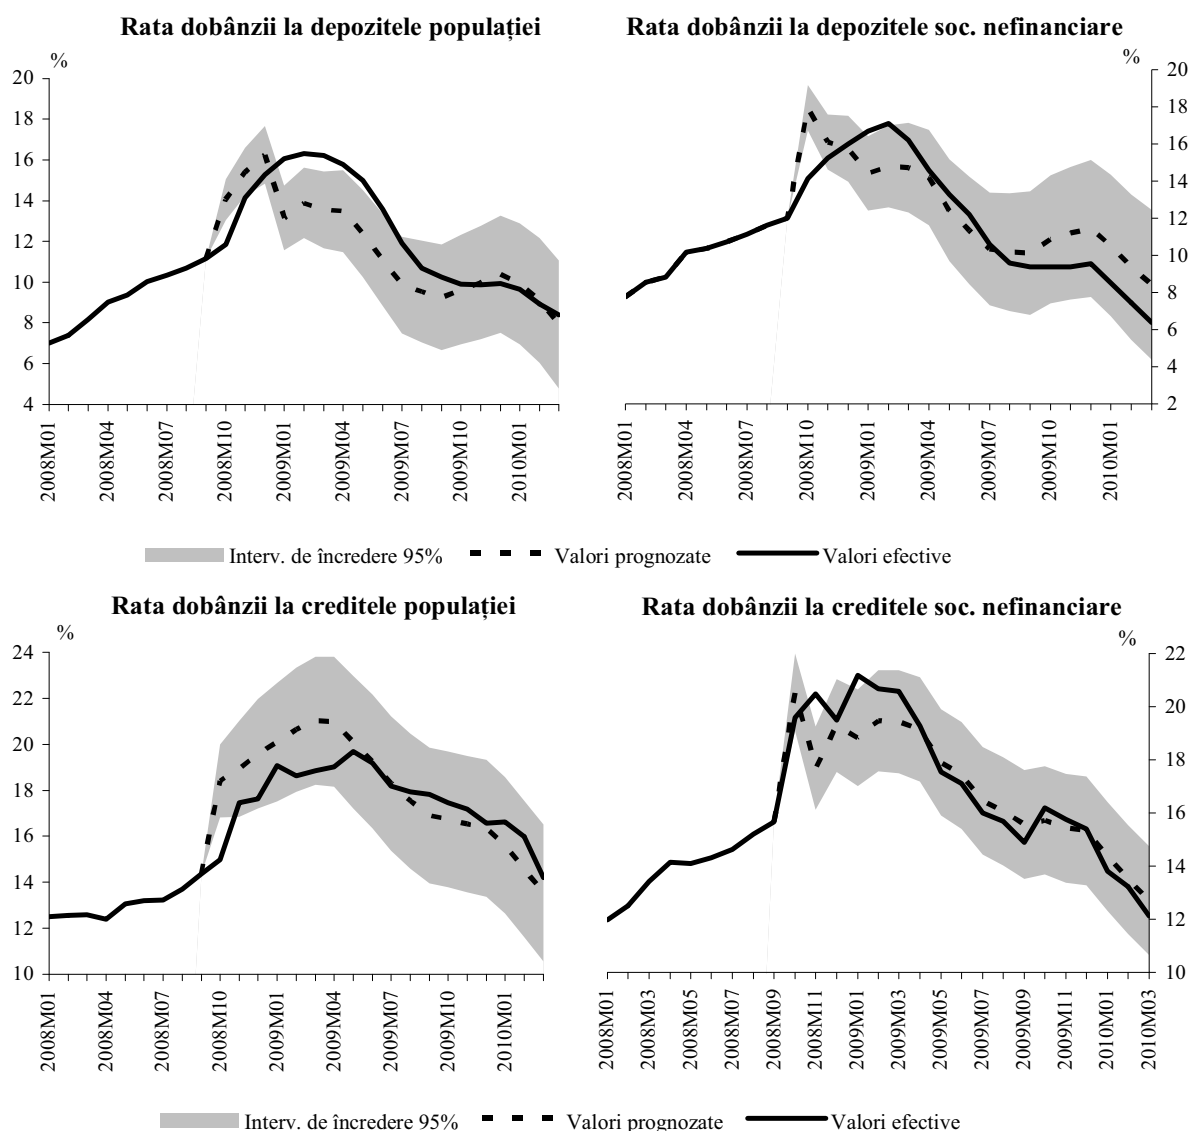 Rata dobânzii la depozitele populației
%
20
18
16
14
12
10
8
6
4
2008M01
2008M04
2008M07
2008M10
2009M01
2009M04
2009M07
2009M10
2010M01
Rata dobânzii la depozitele soc. nefinanciare
%
20
18
16
14
12
10
8
6
4
2
2008M01
2008M04
2008M07
2008M10
2009M01
2009M04
2009M07
2009M10
2010M01
Interv. de încredere 95% Valori prognozate Valori efective
Rata dobânzii la creditele populației
%
24
22
20
18
16
14
12
10
2008M01
2008M04
2008M07
2008M10
2009M01
2009M04
2009M07
2009M10
2010M01
Rata dobânzii la creditele soc. nefinanciare
%
22
20
18
16
14
12
10
2008M01
2008M03
2008M05
2008M07
2008M09
2008M11
2009M01
2009M03
2009M05
2009M07
2009M09
2009M11
2010M01
2010M03
Interv. de încredere 95% Valori prognozate Valori efective